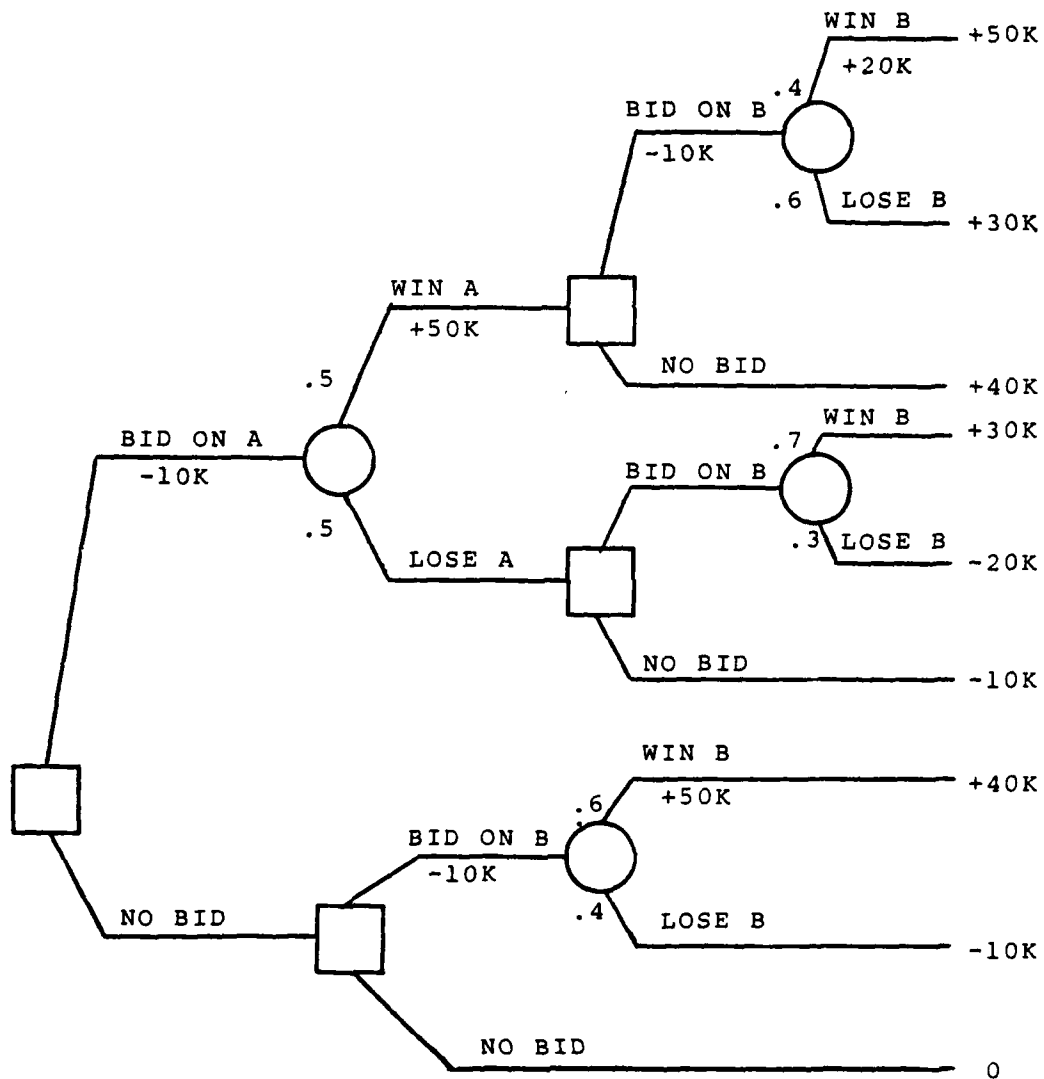 WIN B
+50K
+20K
.4
BID ON B
-10K
.6 LOSE B
+30K
WIN A
+50K
NO BID
+40K
.5
WIN B
+30K
BID ON A
-10K
.7
BID ON B
.5
.3 LOSE B
-20K
LOSE A
NO BID
-10K
WIN B
+50K
+40K
.6
BID ON B
-10K
.4
LOSE B
-10K
NO BID
NO BID
0